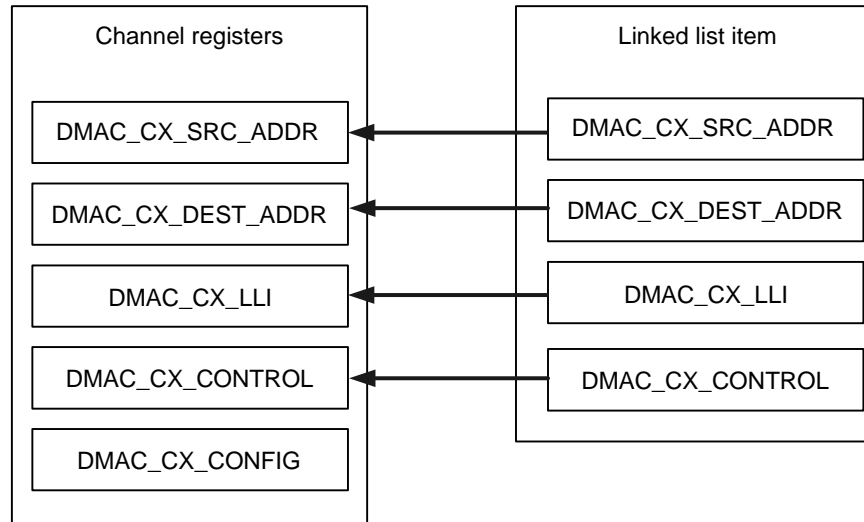 Channel registers
DMAC_CX_SRC_ADDR
DMAC_CX_DEST_ADDR
DMAC_CX_LLI
DMAC_CX_CONTROL
DMAC_CX_CONFIG
Linked list item
DMAC_CX_SRC_ADDR
DMAC_CX_DEST_ADDR
DMAC_CX_LLI
DMAC_CX_CONTROL